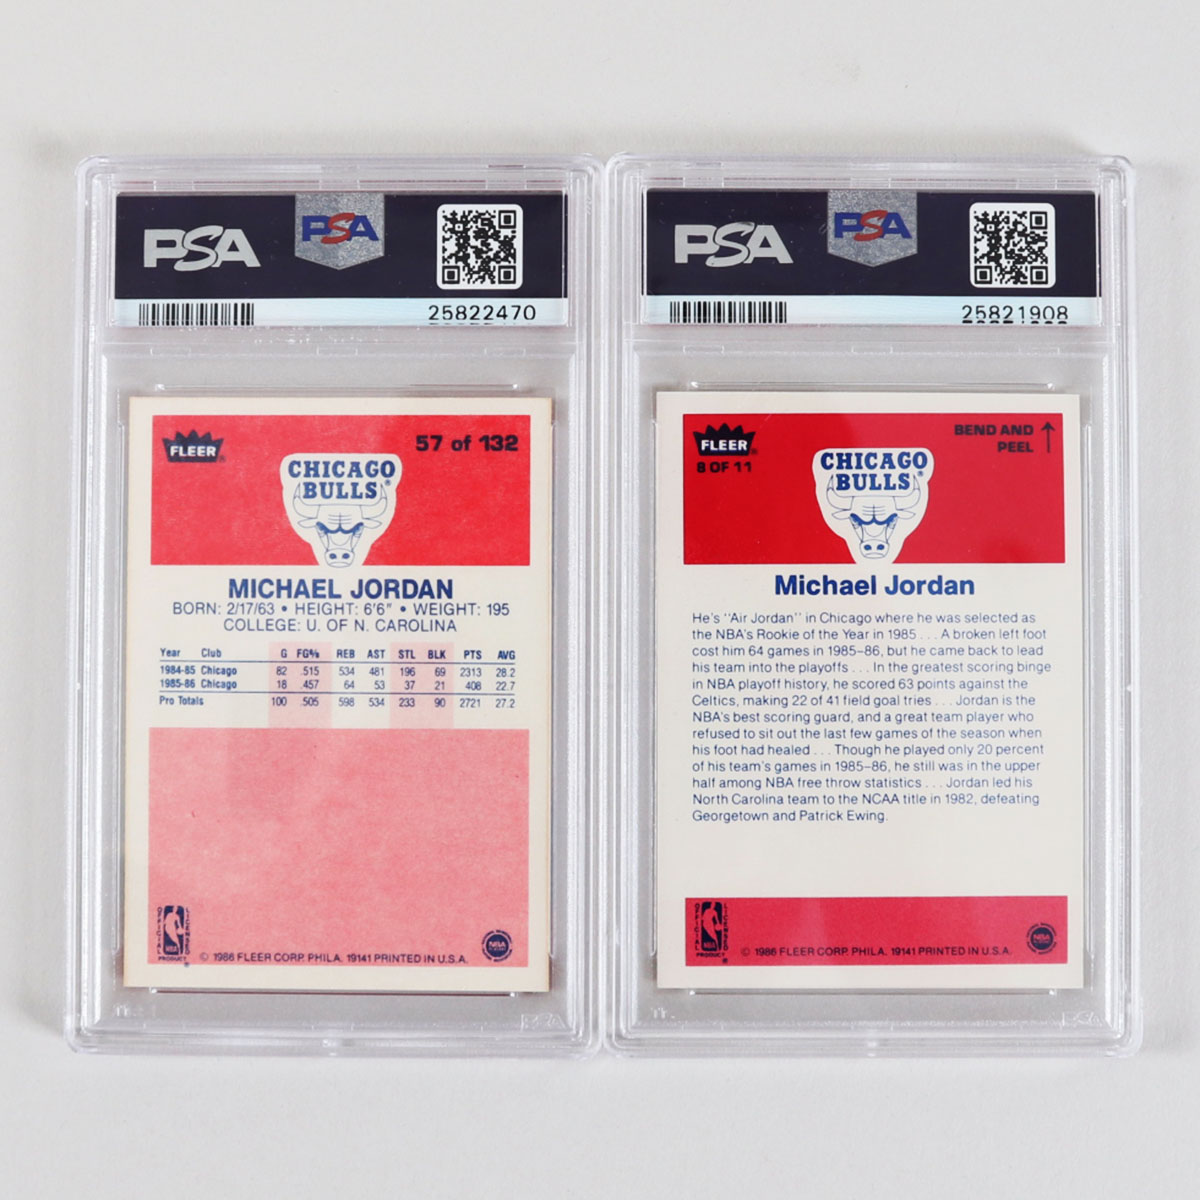 PSA
PSA
25822470
FLEER®
57 of 132
CHICAGO
BULLS®
MICHAEL JORDAN
BORN: 2/17/63 • HEIGHT: 6'6" • WEIGHT: 195
COLLEGE: U. OF N. CAROLINA
Year Club G FG% REB AST STL BLK PTS AVG
1984-85 Chicago 82 .515 534 481 196 69 2313 28.2
1985-86 Chicago 18 .457 64 53 37 21 408 22.7
Pro Totals 100 .505 598 534 233 90 2721 27.2
OFFICIAL
LICENSED
NBA
PRODUCT®
© 1986 FLEER CORP. PHILA. 19141 PRINTED IN U.S.A.
NBA
PSA
PSA
PSA
25821908
FLEER®
8 OF 11
BEND AND
PEEL
CHICAGO
BULLS®
Michael Jordan
He's "Air Jordan" in Chicago where he was selected as
the NBA's Rookie of the Year in 1985 . . . A broken left foot
cost him 64 games in 1985–86, but he came back to lead
his team into the playoffs . . . In the greatest scoring binge
in NBA playoff history, he scored 63 points against the
Celtics, making 22 of 41 field goal tries . . . Jordan is the
NBA's best scoring guard, and a great team player who
refused to sit out the last few games of the season when
his foot had healed . . . Though he played only 20 percent
of his team's games in 1985–86, he still was in the upper
half among NBA free throw statistics . . . Jordan led his
North Carolina team to the NCAA title in 1982, defeating
Georgetown and Patrick Ewing.
OFFICIAL
LICENSED
NBA
PRODUCT®
© 1986 FLEER CORP. PHILA. 19141 PRINTED IN U.S.A.
NBA